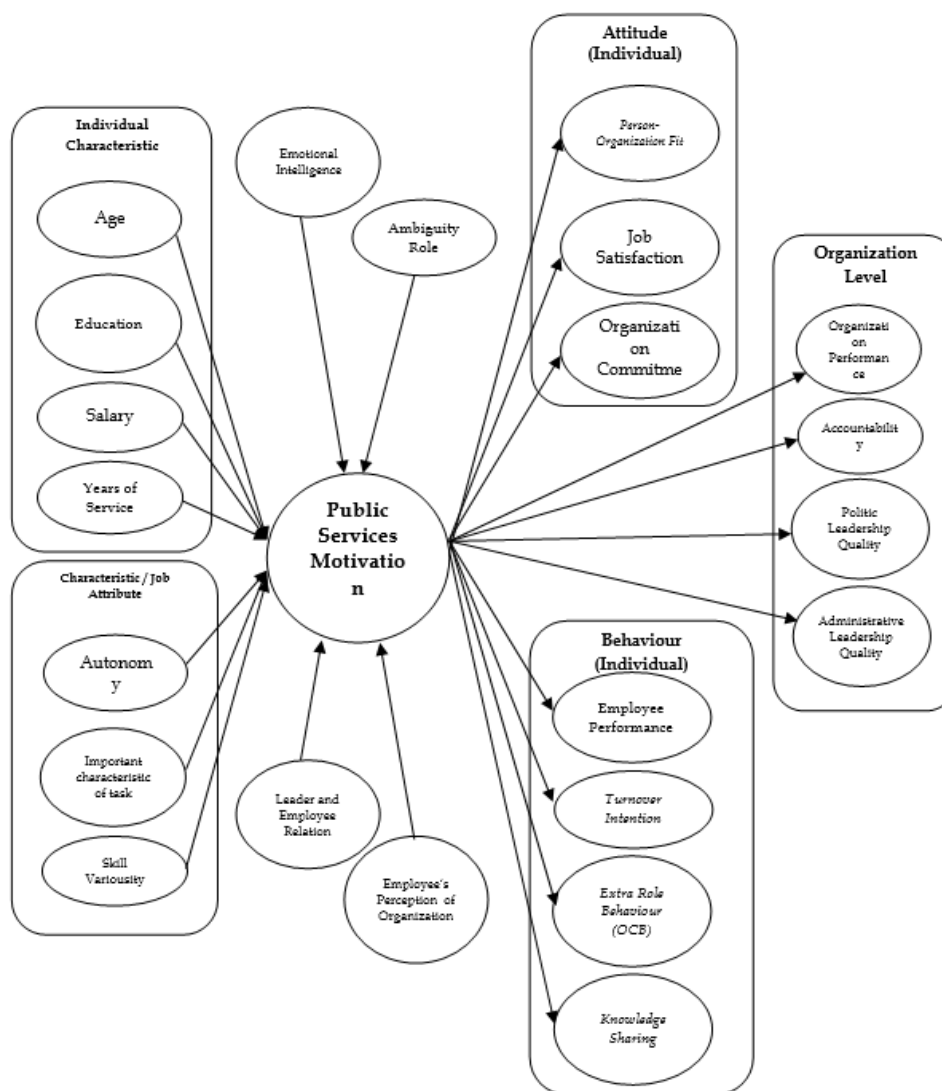 Individual
Characteristic
Age
Education
Salary
Years of
Service
Characteristic / Job
Attribute
Autonom
y
Important
characteristic
of task
Skill
Variousity
Emotional
Intelligence
Ambiguity
Role
Public
Services
Motivatio
n
Leader and
Employee
Relation
Employee's
Perception of
Organization
Attitude
(Individual)
Person-
Organization Fit
Job
Satisfaction
Organizati
on
Commitme
Behaviour
(Individual)
Employee
Performance
Turnover
Intention
Extra Role
Behaviour
(OCB)
Knowledge
Sharing
Organization
Level
Organizati
on
Performa
nce
Accountabilit
y
Politic
Leadership
Quality
Administrative
Leadership
Quality